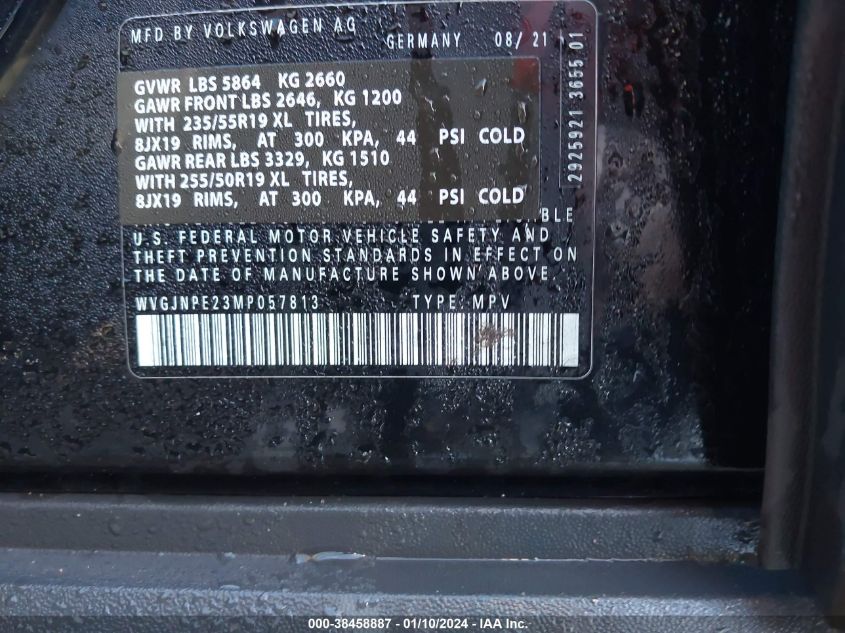 MFD BY VOLKSWAGEN AG GERMANY 08/ 21
GVWR LBS 5864 KG 2660
GAWR FRONT LBS 2646, KG 1200
WITH 235/55R19 XL TIRES,
8JX19 RIMS, AT 300 KPA, 44 PSI COLD
GAWR REAR LBS 3329, KG 1510
WITH 255/50R19 XL TIRES,
8JX19 RIMS, AT 300 KPA, 44 PSI COLD
U.S. FEDERAL MOTOR VEHICLE SAFETY AND
THEFT PREVENTION STANDARDS IN EFFECT ON
THE DATE OF MANUFACTURE SHOWN ABOVE.
WVGJNPE23MP057813 TYPE: MPV
2925921 3655 01
000-38458887 - 01/10/2024 - IAA Inc.